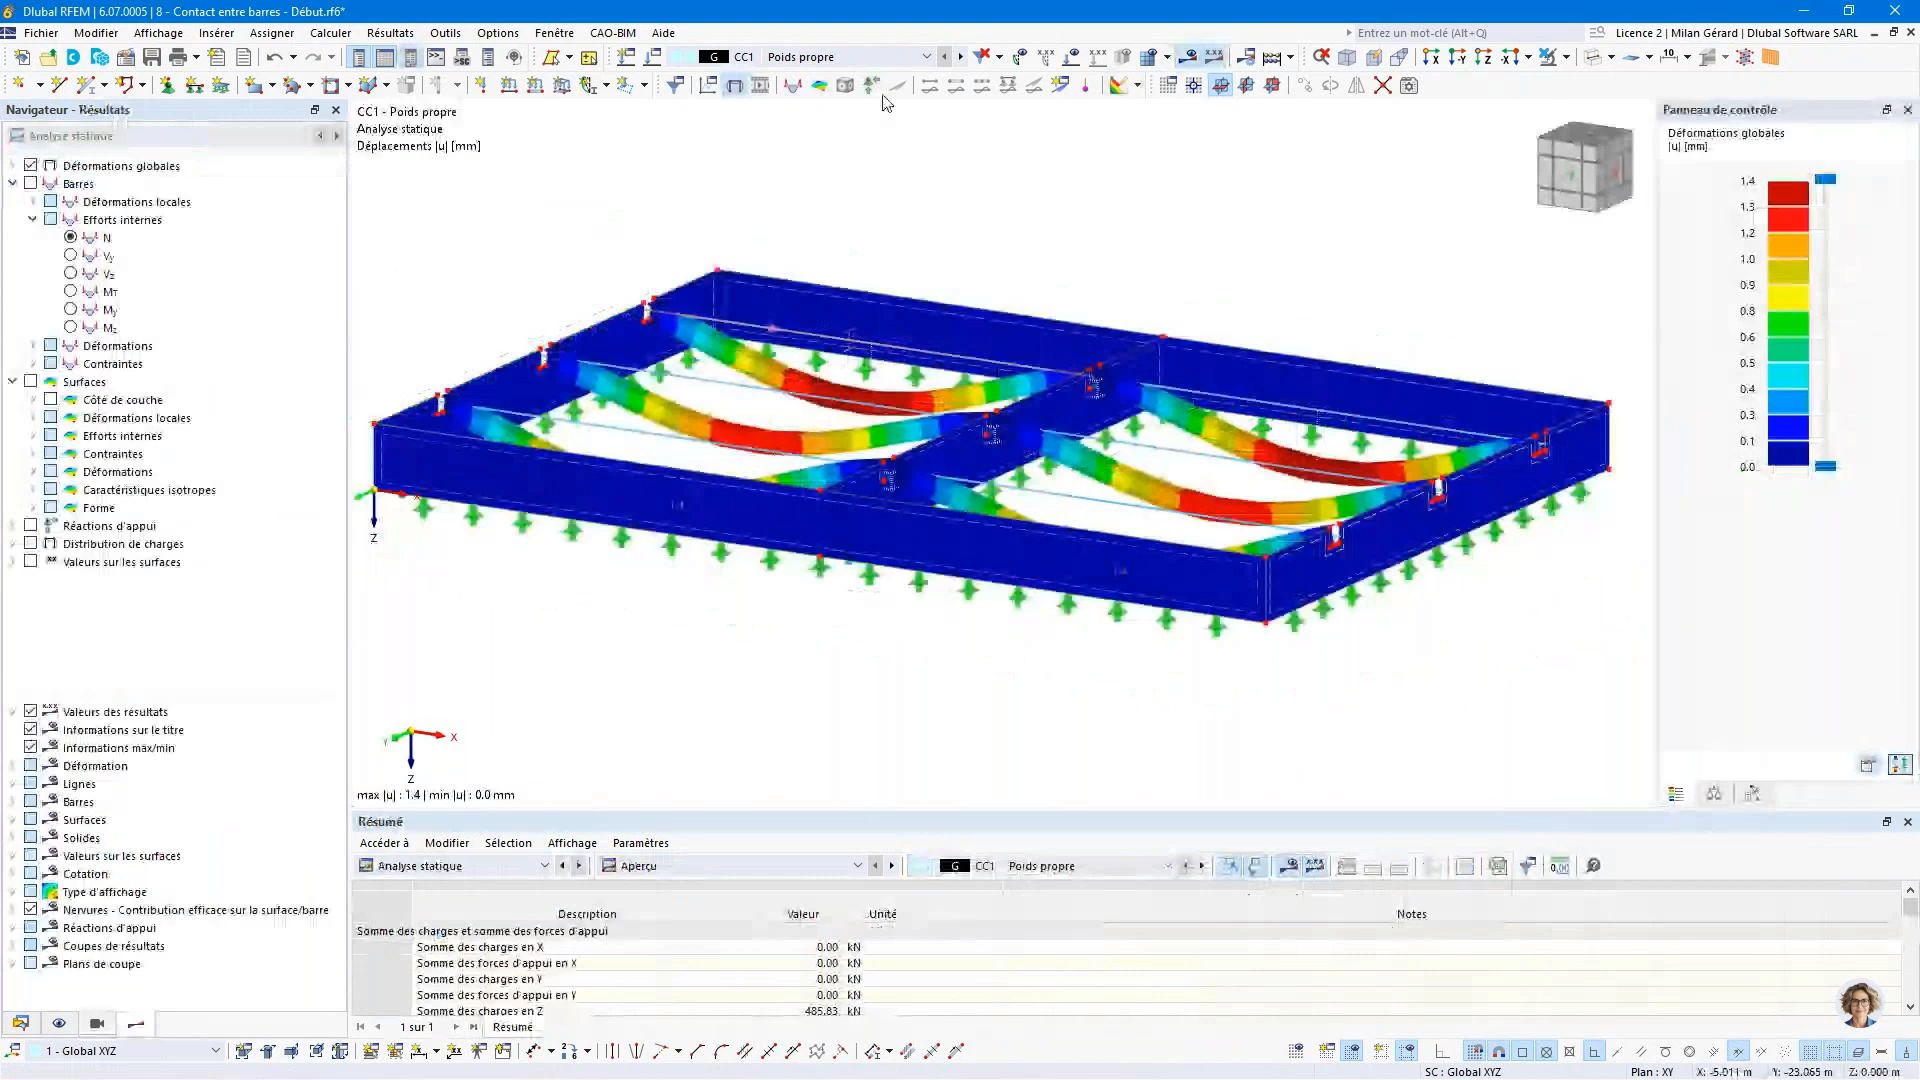 Dlubal RFEM | 6.07.0005 | 8 - Contact entre barres - Début.rf6*
Fichier Modifier Affichage Insérer Assigner Calculer Résultats Outils Options Fenêtre CAO-BIM Aide
Entrez un mot-clé (Alt+Q)
Licence 2 | Milan Gérard | Dlubal Software SARL
G CC1 Poids propre
Navigateur - Résultats
Analyse statique
Déformations globales
Barres
Déformations locales
Efforts internes
N
Vy
Vz
MT
My
Mz
Déformations
Contraintes
Surfaces
Côté de couche
Déformations locales
Efforts internes
Contraintes
Déformations
Caractéristiques isotropes
Forme
Réactions d'appui
Distribution de charges
Valeurs sur les surfaces
Valeurs des résultats
Informations sur le titre
Informations max/min
Déformation
Lignes
Barres
Surfaces
Solides
Valeurs sur les surfaces
Cotation
Type d'affichage
Nervures - Contribution efficace sur la surface/barre
Réactions d'appui
Coupes de résultats
Plans de coupe
CC1 - Poids propre
Analyse statique
Déplacements |u| [mm]
Z
X
Y
Z
max |u| : 1.4 | min |u| : 0.0 mm
Panneau de contrôle
Déformations globales
|u| [mm]
1.4
1.3
1.2
1.0
0.9
0.8
0.6
0.5
0.4
0.3
0.1
0.0
Résumé
Accéder à Modifier Sélection Affichage Paramètres
Analyse statique Aperçu G CC1 Poids propre
Description Valeur Unité Notes
Somme des charges et somme des forces d'appui
Somme des charges en X 0.00 kN
Somme des forces d'appui en X 0.00 kN
Somme des charges en Y 0.00 kN
Somme des forces d'appui en Y 0.00 kN
Somme des charges en Z 485.83 kN
1 sur 1 Résumé
1 - Global XYZ
SC : Global XYZ Plan : XY X: -5.011 m Y: -23.065 m Z: 0.000 m